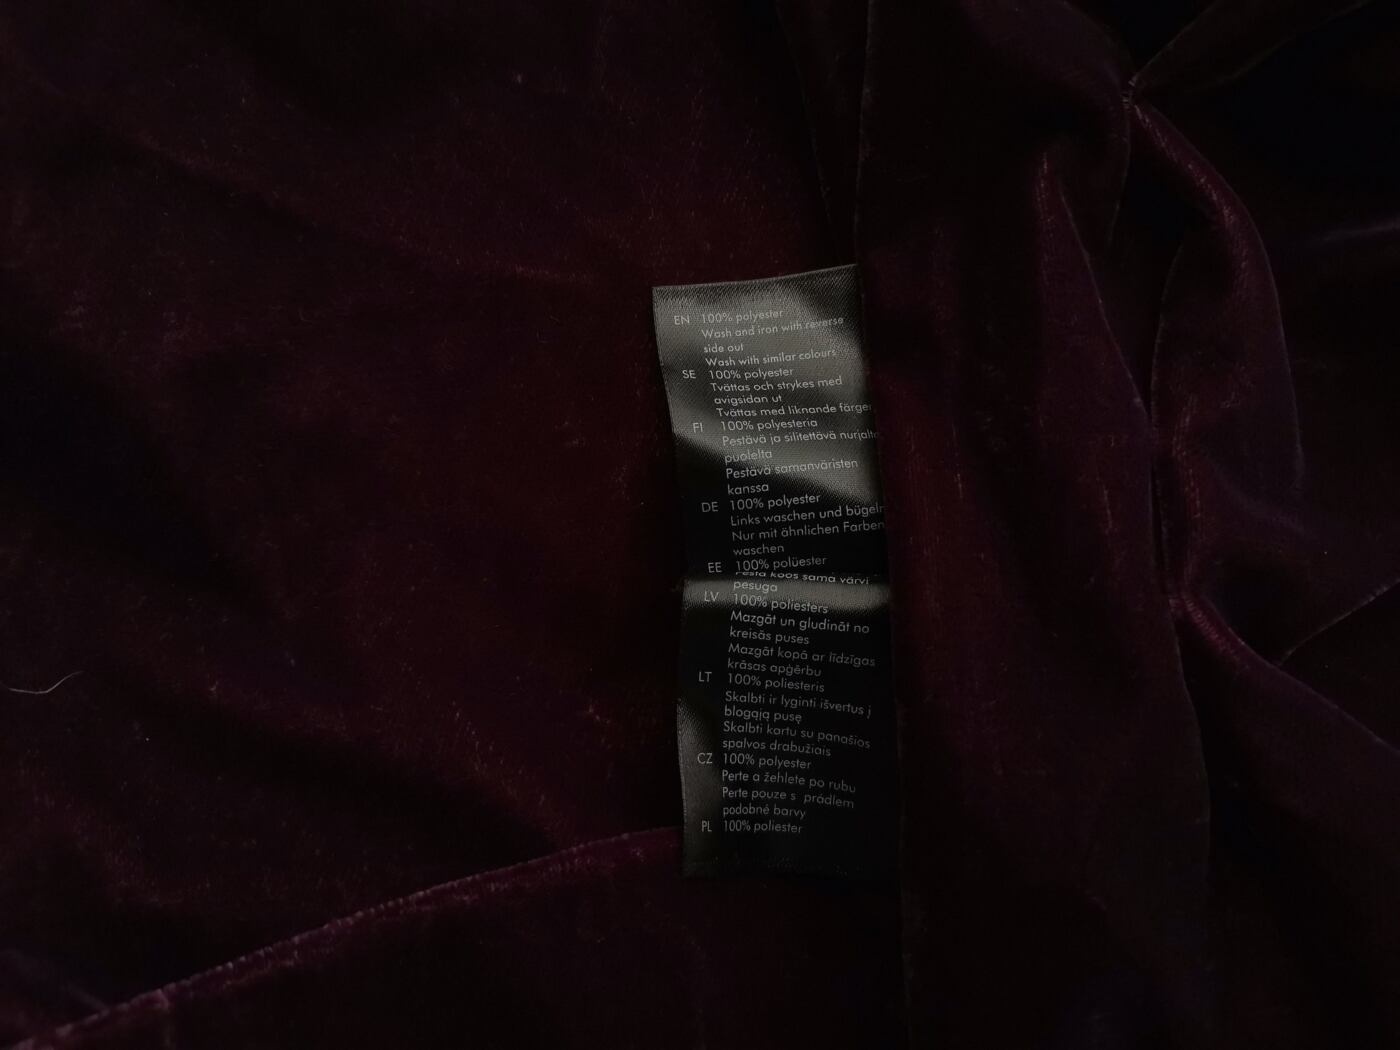 EN 100% polyester
Wash and iron with reverse
side out
Wash with similar colours
SE 100% polyester
Tvättas och strykes med
avigsidan ut
Tvättas med liknande färger
FI 100% polyesteria
Pestävä ja silitettävä nurjalta
puolelta
Pestävä samanväristen
kanssa
DE 100% polyester
Links waschen und bügeln
Nur mit ähnlichen Farben
waschen
EE 100% polüester
Pesta koos sama värvi
pesuga
LV 100% poliesters
Mazgāt un gludināt no
kreisās puses
Mazgāt kopā ar līdzīgas
krāsas apģērbu
LT 100% poliesteris
Skalbti ir lyginti išvertus į
blogąją pusę
Skalbti kartu su panašios
spalvos drabužiais
CZ 100% polyester
Perte a žehlete po rubu
Perte pouze s prádlem
podobné barvy
PL 100% poliester